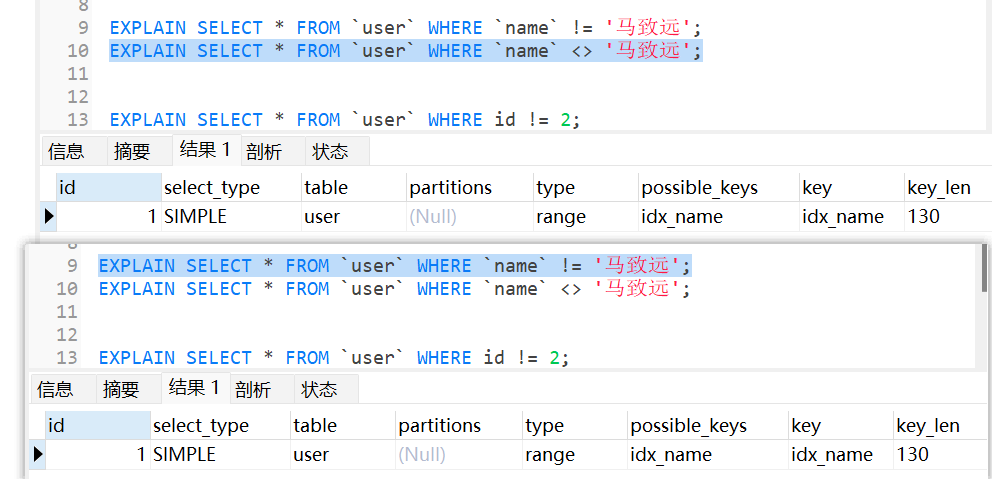 8
9 EXPLAIN SELECT * FROM `user` WHERE `name` != '马致远';
10 EXPLAIN SELECT * FROM `user` WHERE `name` <> '马致远';
11
12
13 EXPLAIN SELECT * FROM `user` WHERE id != 2;
信息 摘要 结果 1 剖析 状态
id select_type table partitions type possible_keys key key_len
1 SIMPLE user (Null) range idx_name idx_name 130
8
9 EXPLAIN SELECT * FROM `user` WHERE `name` != '马致远';
10 EXPLAIN SELECT * FROM `user` WHERE `name` <> '马致远';
11
12
13 EXPLAIN SELECT * FROM `user` WHERE id != 2;
信息 摘要 结果 1 剖析 状态
id select_type table partitions type possible_keys key key_len
1 SIMPLE user (Null) range idx_name idx_name 130